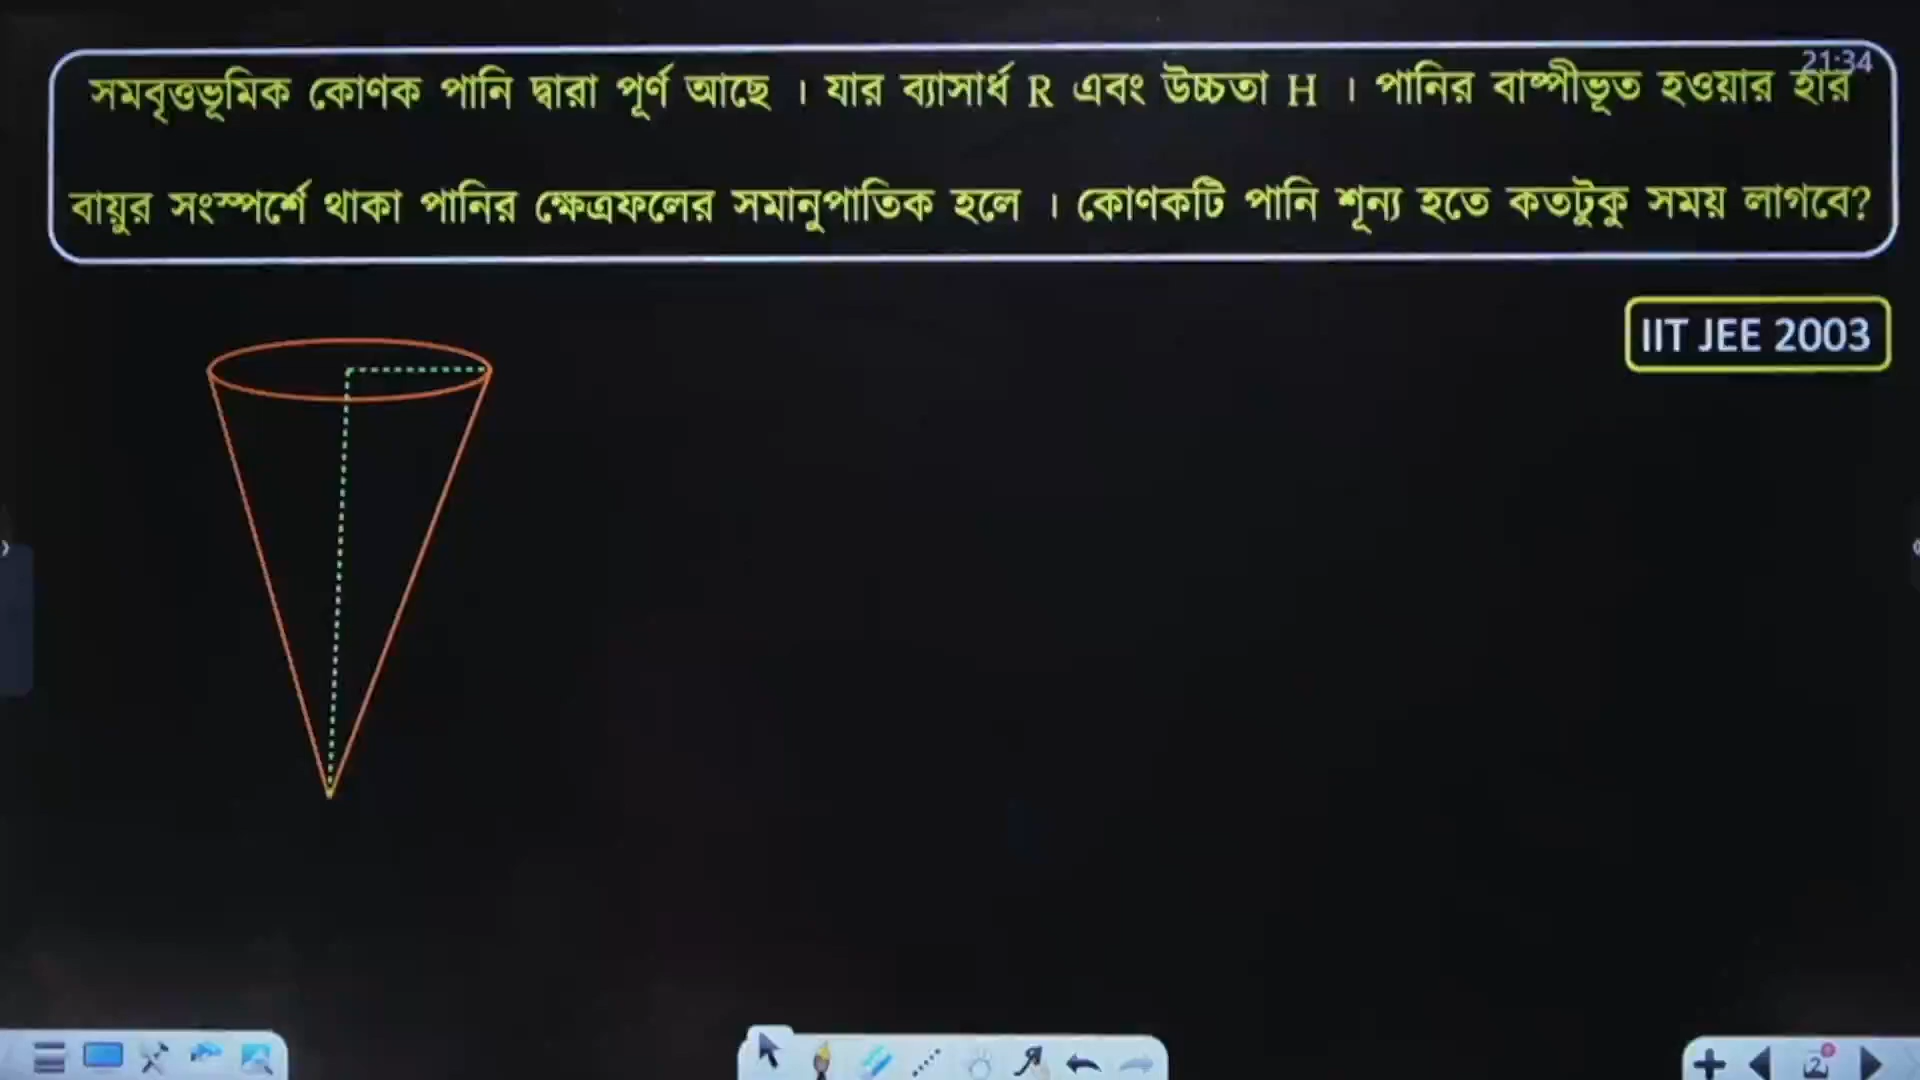 21:34
সমবৃত্তভূমিক কোণক পানি দ্বারা পূর্ণ আছে । যার ব্যাসার্ধ R এবং উচ্চতা H । পানির বাষ্পীভূত হওয়ার হার
বায়ুর সংস্পর্শে থাকা পানির ক্ষেত্রফলের সমানুপাতিক হলে । কোণকটি পানি শূন্য হতে কতটুকু সময় লাগবে?
IIT JEE 2003
2